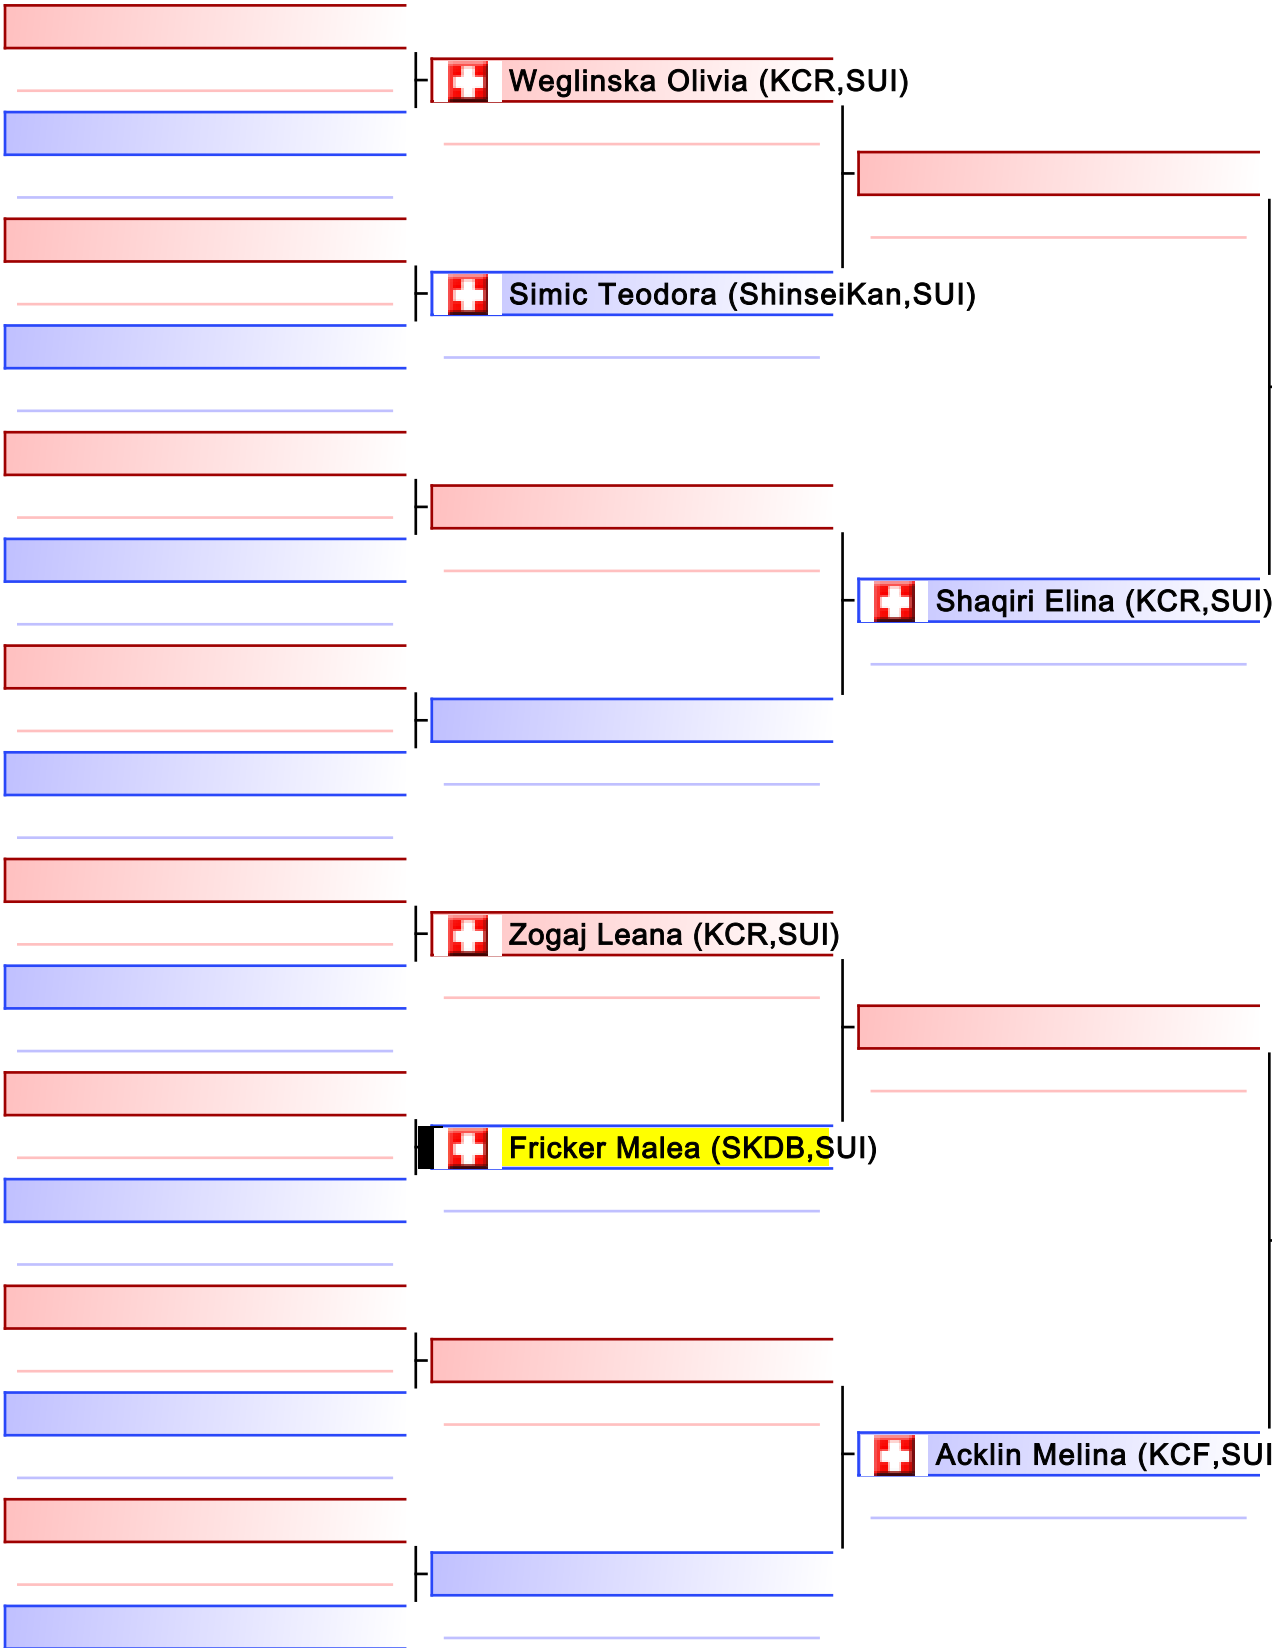 Weglinska Olivia (KCR,SUI)
Simic Teodora (ShinseiKan,SUI)
Shaqiri Elina (KCR,SUI)
Zogaj Leana (KCR,SUI)
Fricker Malea (SKDB,SUI)
Acklin Melina (KCF,SUI